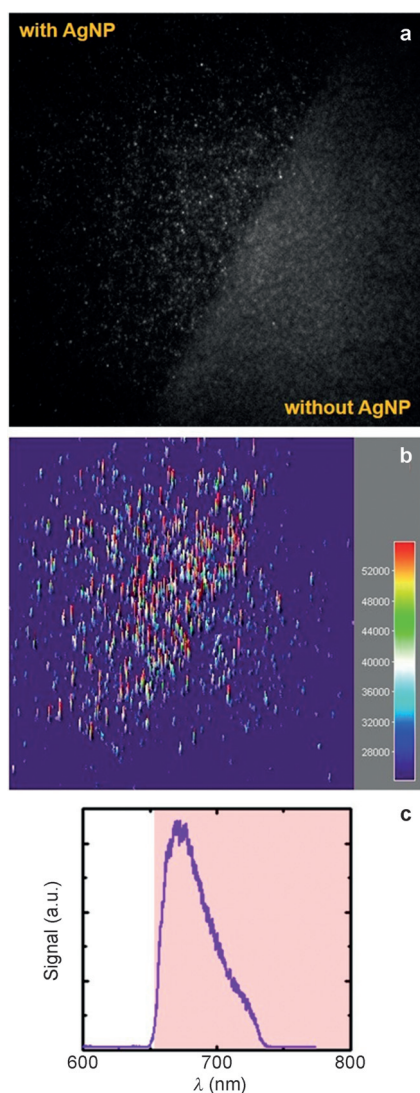 with AgNP
a
without AgNP
b
52000
48000
44000
40000
36000
32000
28000
c
Signal (a.u.)
600
700
800
λ (nm)